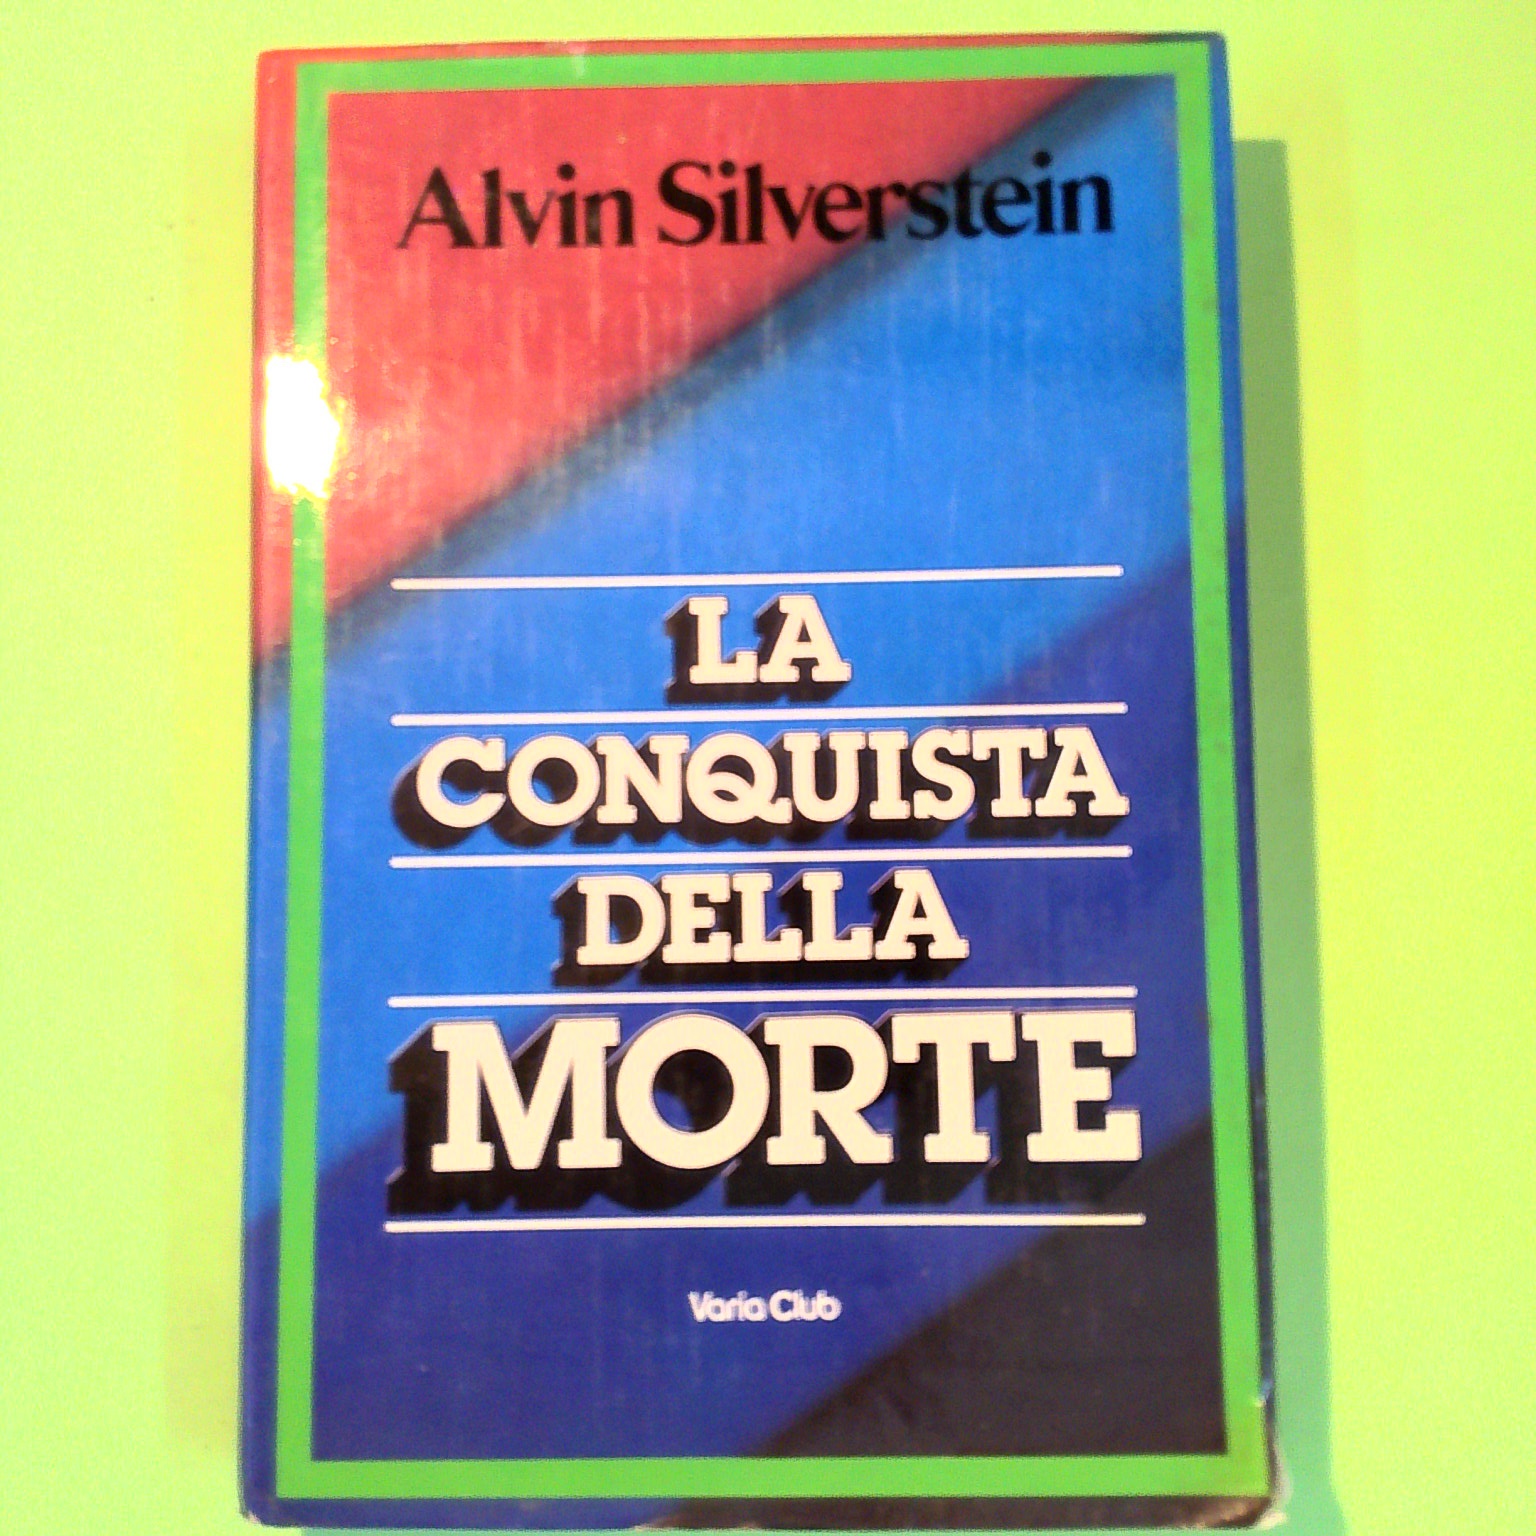 Alvin Silverstein
LA
CONQUISTA
DELLA
MORTE
Varia Club